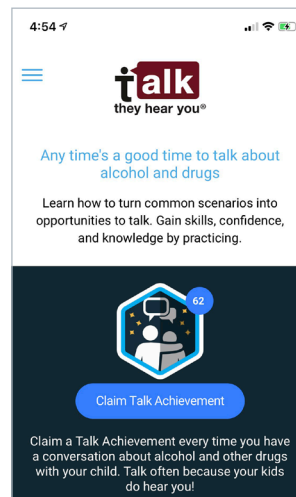 4:54
talk
they hear you®
Any time's a good time to talk about
alcohol and drugs
Learn how to turn common scenarios into
opportunities to talk. Gain skills, confidence,
and knowledge by practicing.
62
Claim Talk Achievement
Claim a Talk Achievement every time you have
a conversation about alcohol and other drugs
with your child. Talk often because your kids
do hear you!